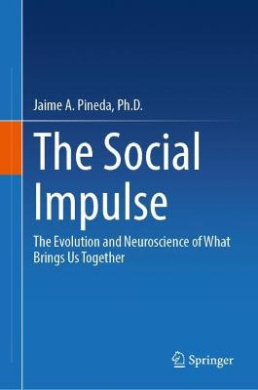 Jaime A. Pineda, Ph.D.
The Social
Impulse
The Evolution and Neuroscience of What
Brings Us Together
Springer